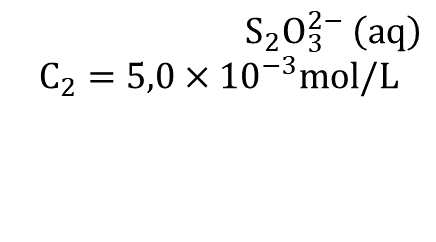 S₂O₃²⁻ (aq)
C₂ = 5,0 × 10⁻³mol/L